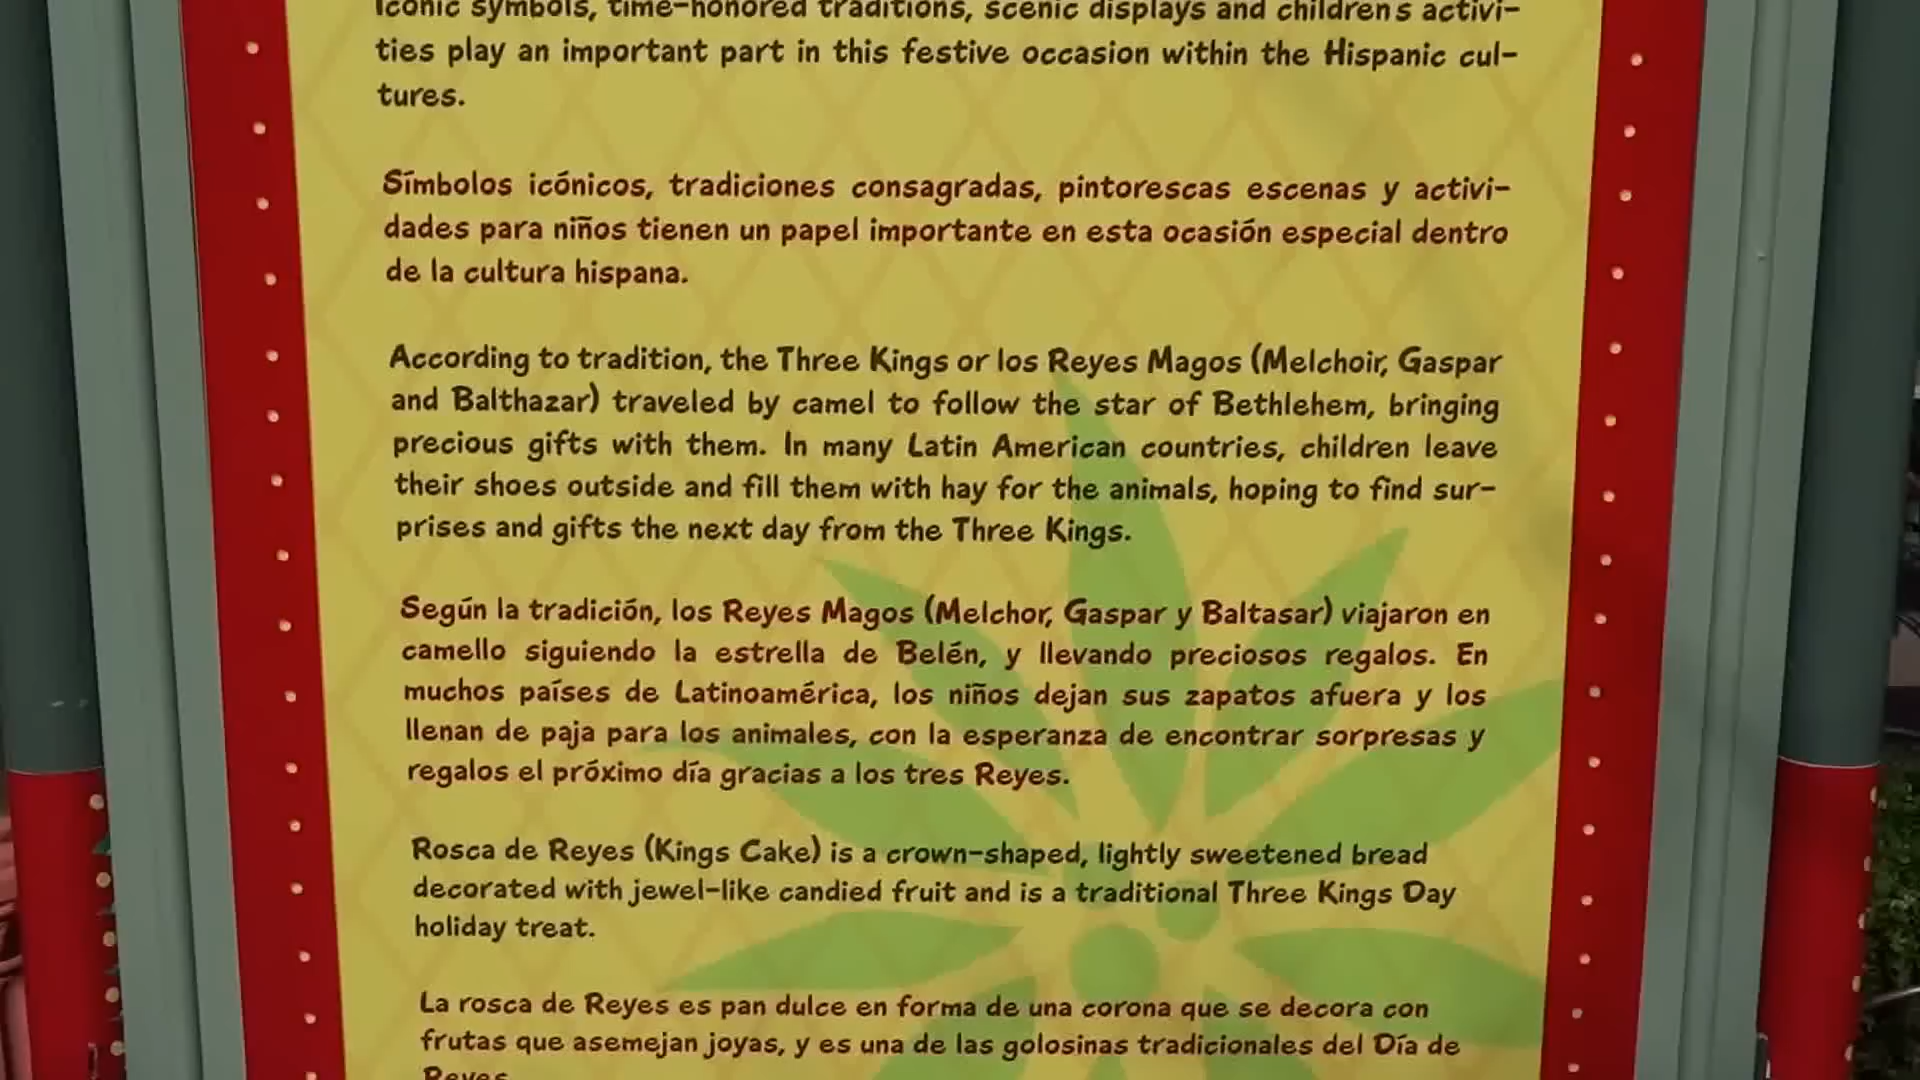 Iconic symbols, time-honored traditions, scenic displays and childrens activi-
ties play an important part in this festive occasion within the Hispanic cul-
tures.
Símbolos icónicos, tradiciones consagradas, pintorescas escenas y activi-
dades para niños tienen un papel importante en esta ocasión especial dentro
de la cultura hispana.
According to tradition, the Three Kings or los Reyes Magos (Melchoir, Gaspar
and Balthazar) traveled by camel to follow the star of Bethlehem, bringing
precious gifts with them. In many Latin American countries, children leave
their shoes outside and fill them with hay for the animals, hoping to find sur-
prises and gifts the next day from the Three Kings.
Según la tradición, los Reyes Magos (Melchor, Gaspar y Baltasar) viajaron en
camello siguiendo la estrella de Belén, y llevando preciosos regalos. En
muchos países de Latinoamérica, los niños dejan sus zapatos afuera y los
llenan de paja para los animales, con la esperanza de encontrar sorpresas y
regalos el próximo día gracias a los tres Reyes.
Rosca de Reyes (Kings Cake) is a crown-shaped, lightly sweetened bread
decorated with jewel-like candied fruit and is a traditional Three Kings Day
holiday treat.
La rosca de Reyes es pan dulce en forma de una corona que se decora con
frutas que asemejan joyas, y es una de las golosinas tradicionales del Día de
Reyes